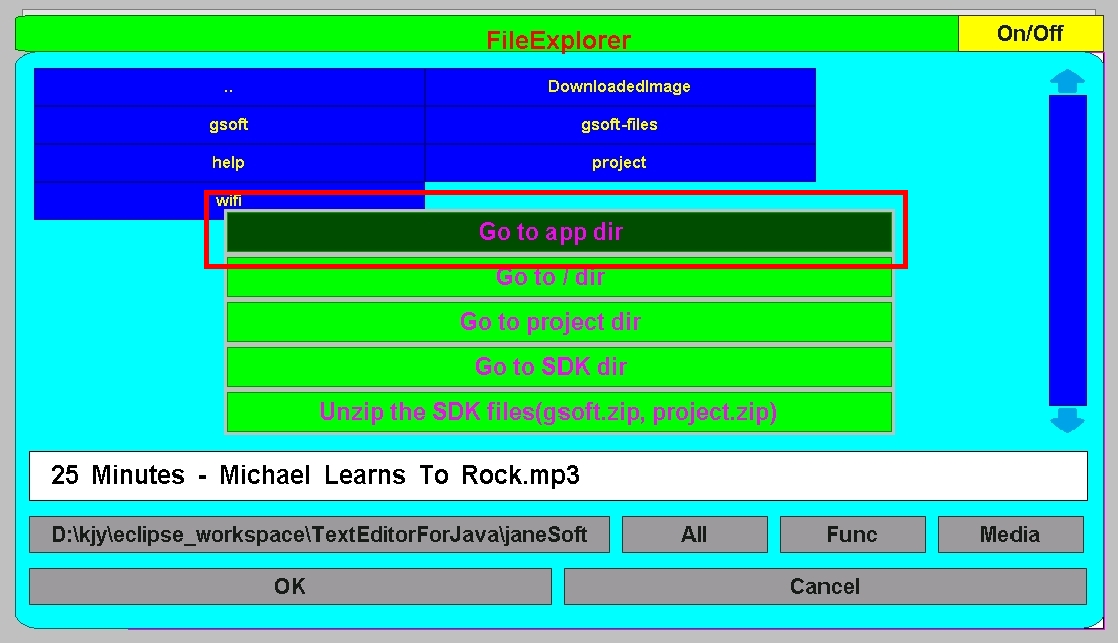 FileExplorer
On/Off
.. DownloadedImage
gsoft gsoft-files
help project
wifi
Go to app dir
Go to / dir
Go to project dir
Go to SDK dir
Unzip the SDK files(gsoft.zip, project.zip)
25 Minutes - Michael Learns To Rock.mp3
D:\kjy\eclipse_workspace\TextEditorForJava\janeSoft All Func Media
OK Cancel